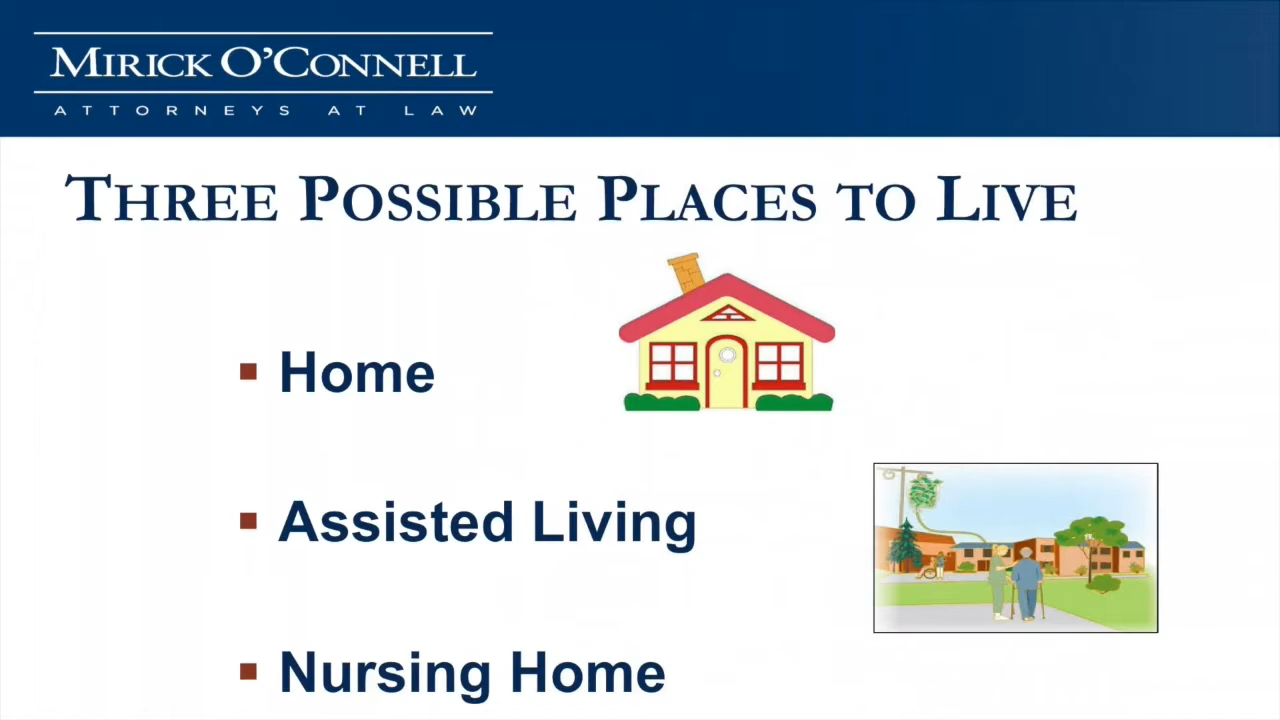 MIRICK O'CONNELL
ATTORNEYS AT LAW
THREE POSSIBLE PLACES TO LIVE
Home
Assisted Living
Nursing Home